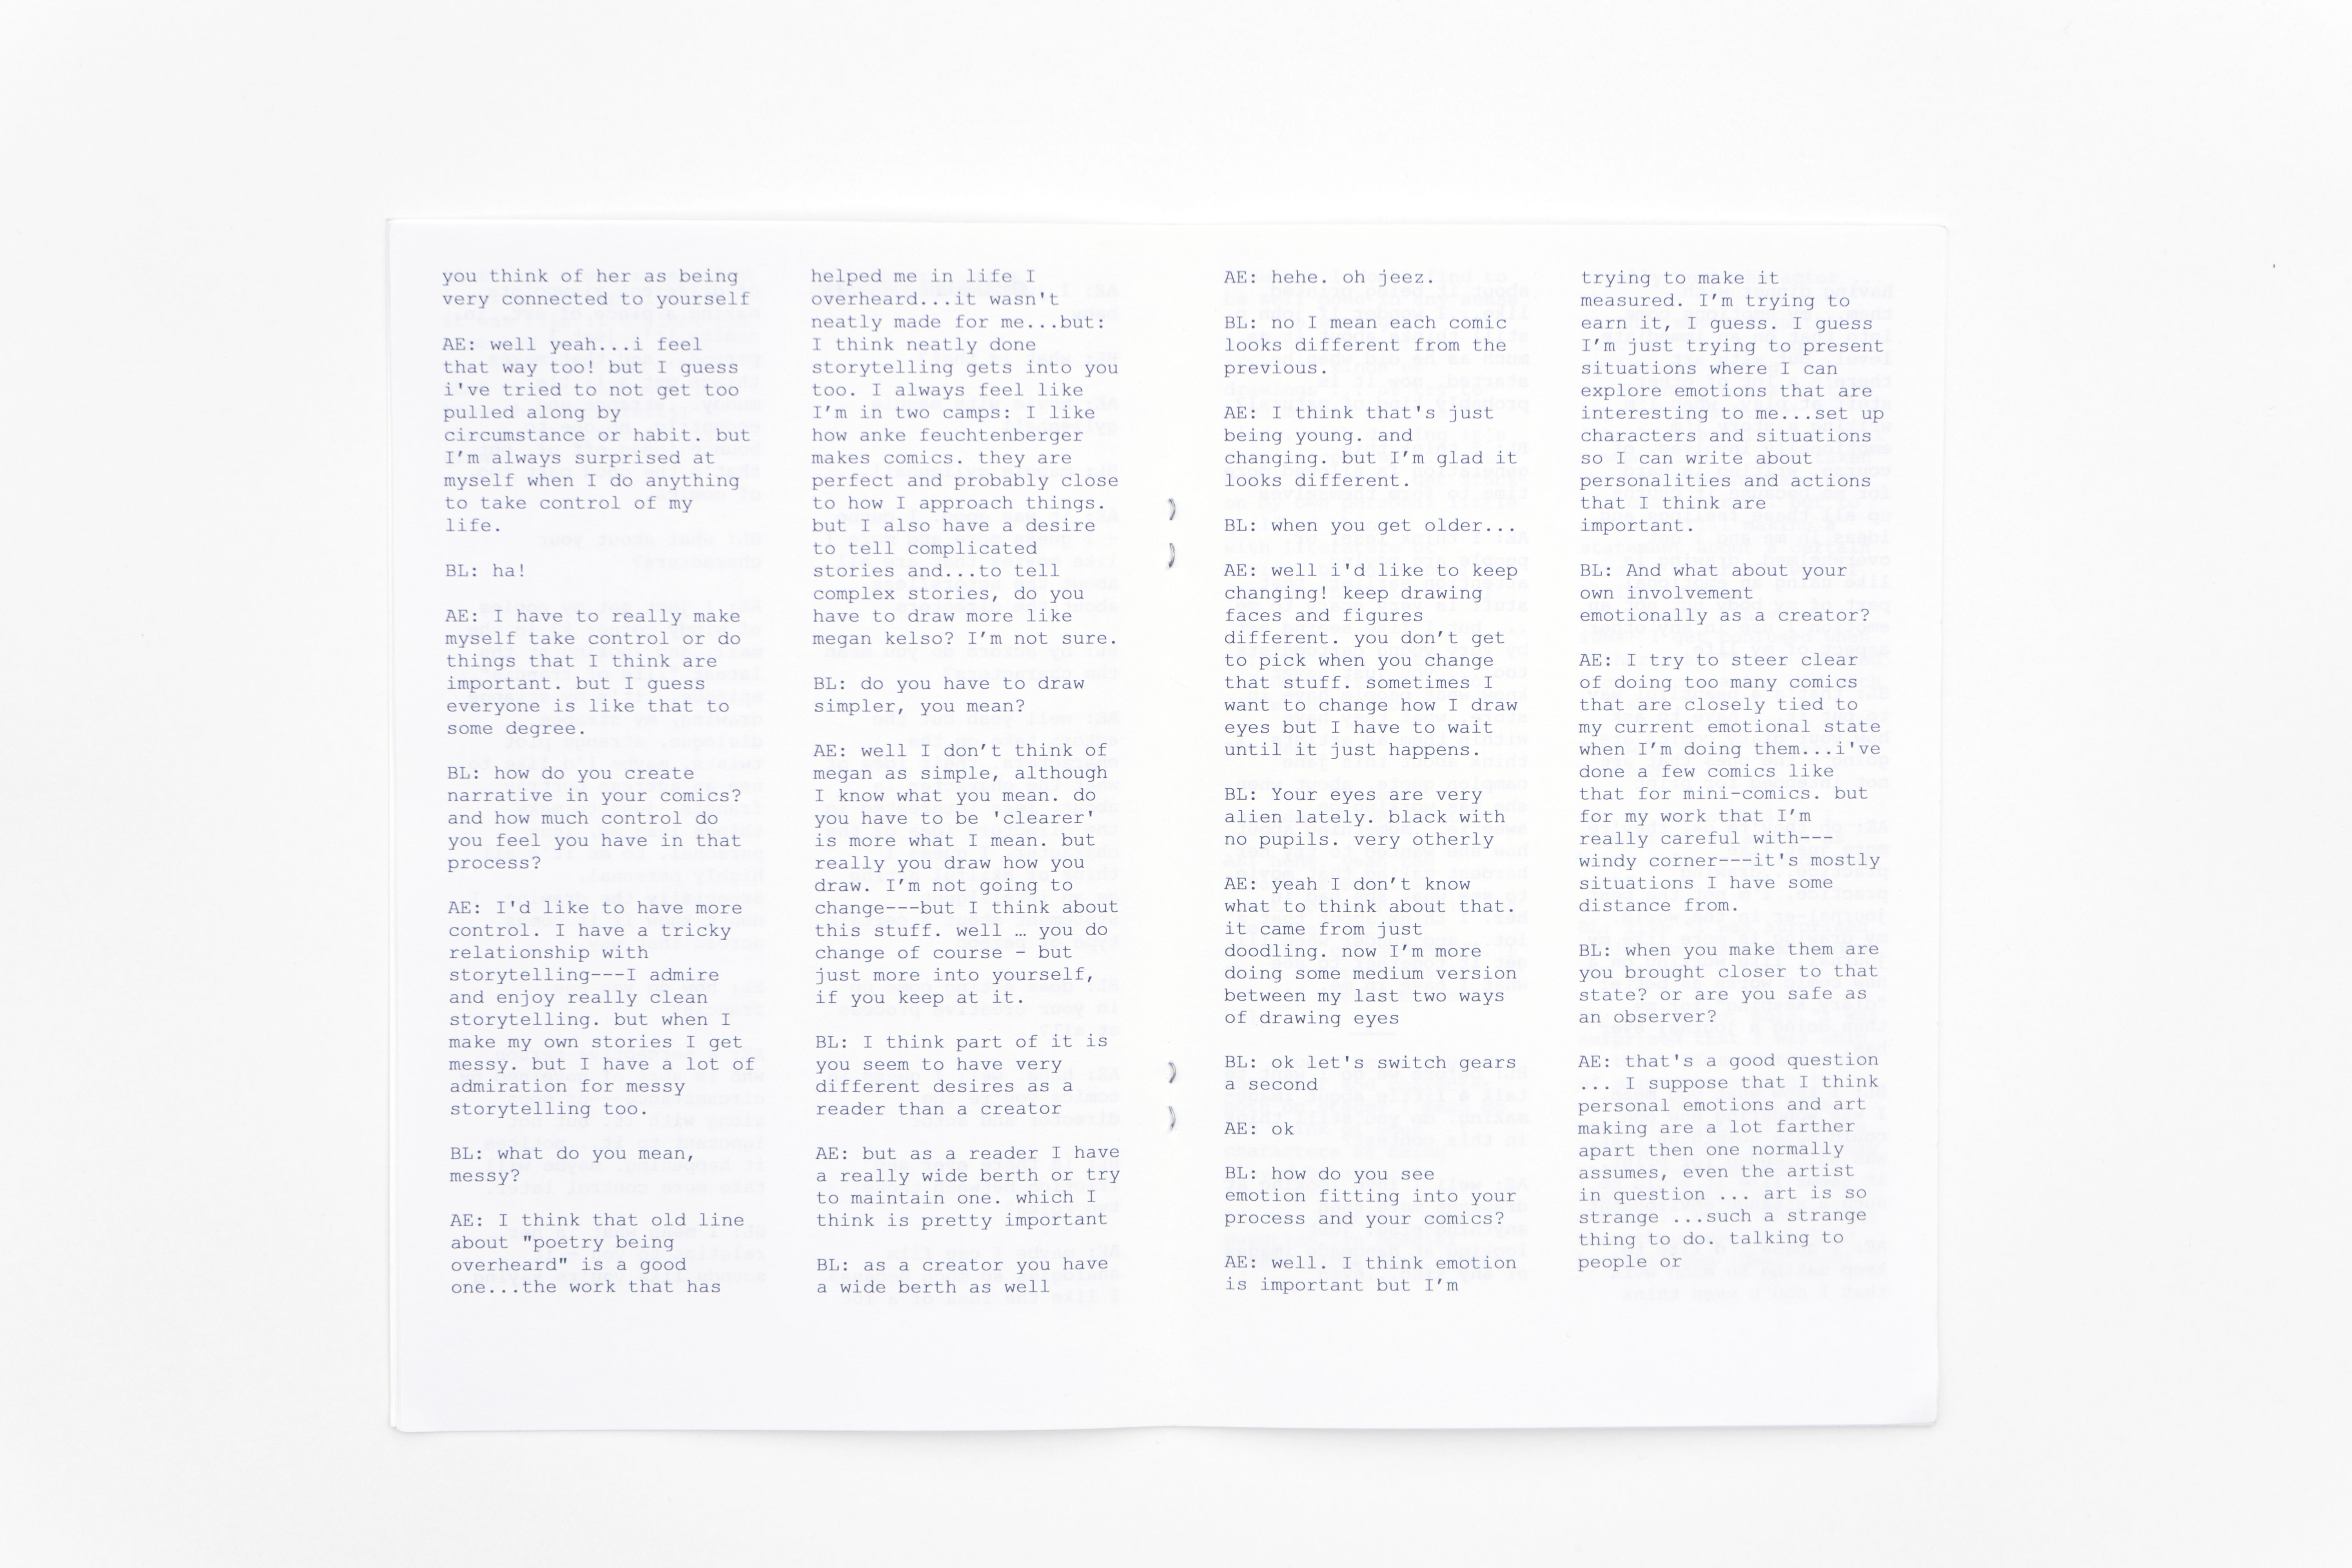 you think of her as being
very connected to yourself
AE: well yeah...i feel
that way too! but I guess
i've tried to not get too
pulled along by
circumstance or habit. but
I'm always surprised at
myself when I do anything
to take control of my
life.
BL: ha!
AE: I have to really make
myself take control or do
things that I think are
important. but I guess
everyone is like that to
some degree.
BL: how do you create
narrative in your comics?
and how much control do
you feel you have in that
process?
AE: I'd like to have more
control. I have a tricky
relationship with
storytelling---I admire
and enjoy really clean
storytelling. but when I
make my own stories I get
messy. but I have a lot of
admiration for messy
storytelling too.
BL: what do you mean,
messy?
AE: I think that old line
about "poetry being
overheard" is a good
one...the work that has
helped me in life I
overheard...it wasn't
neatly made for me...but:
I think neatly done
storytelling gets into you
too. I always feel like
I'm in two camps: I like
how anke feuchtenberger
makes comics. they are
perfect and probably close
to how I approach things.
but I also have a desire
to tell complicated
stories and...to tell
complex stories, do you
have to draw more like
megan kelso? I'm not sure.
BL: do you have to draw
simpler, you mean?
AE: well I don't think of
megan as simple, although
I know what you mean. do
you have to be 'clearer'
is more what I mean. but
really you draw how you
draw. I'm not going to
change---but I think about
this stuff. well … you do
change of course – but
just more into yourself,
if you keep at it.
BL: I think part of it is
you seem to have very
different desires as a
reader than a creator
AE: but as a reader I have
a really wide berth or try
to maintain one. which I
think is pretty important
BL: as a creator you have
a wide berth as well
AE: hehe. oh jeez.
BL: no I mean each comic
looks different from the
previous.
AE: I think that's just
being young. and
changing. but I'm glad it
looks different.
BL: when you get older...
AE: well i'd like to keep
changing! keep drawing
faces and figures
different. you don't get
to pick when you change
that stuff. sometimes I
want to change how I draw
eyes but I have to wait
until it just happens.
BL: Your eyes are very
alien lately. black with
no pupils. very otherly
AE: yeah I don't know
what to think about that.
it came from just
doodling. now I'm more
doing some medium version
between my last two ways
of drawing eyes
BL: ok let's switch gears
a second
AE: ok
BL: how do you see
emotion fitting into your
process and your comics?
AE: well. I think emotion
is important but I'm
trying to make it
measured. I'm trying to
earn it, I guess. I guess
I'm just trying to present
situations where I can
explore emotions that are
interesting to me...set up
characters and situations
so I can write about
personalities and actions
that I think are
important.
BL: And what about your
own involvement
emotionally as a creator?
AE: I try to steer clear
of doing too many comics
that are closely tied to
my current emotional state
when I'm doing them...i've
done a few comics like
that for mini-comics. but
for my work that I'm
really careful with---
windy corner---it's mostly
situations I have some
distance from.
BL: when you make them are
you brought closer to that
state? or are you safe as
an observer?
AE: that's a good question
... I suppose that I think
personal emotions and art
making are a lot farther
apart then one normally
assumes, even the artist
in question ... art is so
strange ...such a strange
thing to do. talking to
people or